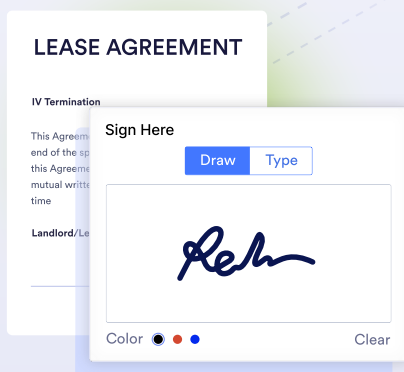 LEASE AGREEMENT
IV Termination
This Agreem
end of the sp
this Agreeme
mutual writte
time
Landlord/Le
Sign Here
Draw Type
Color Clear